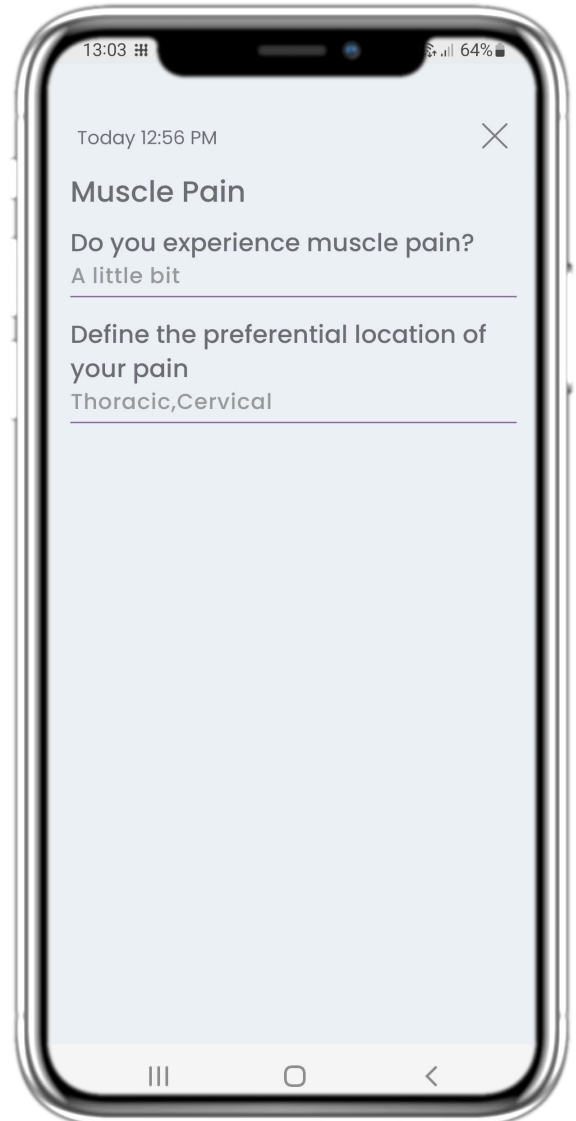 13:03 64%
Today 12:56 PM
Muscle Pain
Do you experience muscle pain?
A little bit
Define the preferential location of
your pain
Thoracic,Cervical